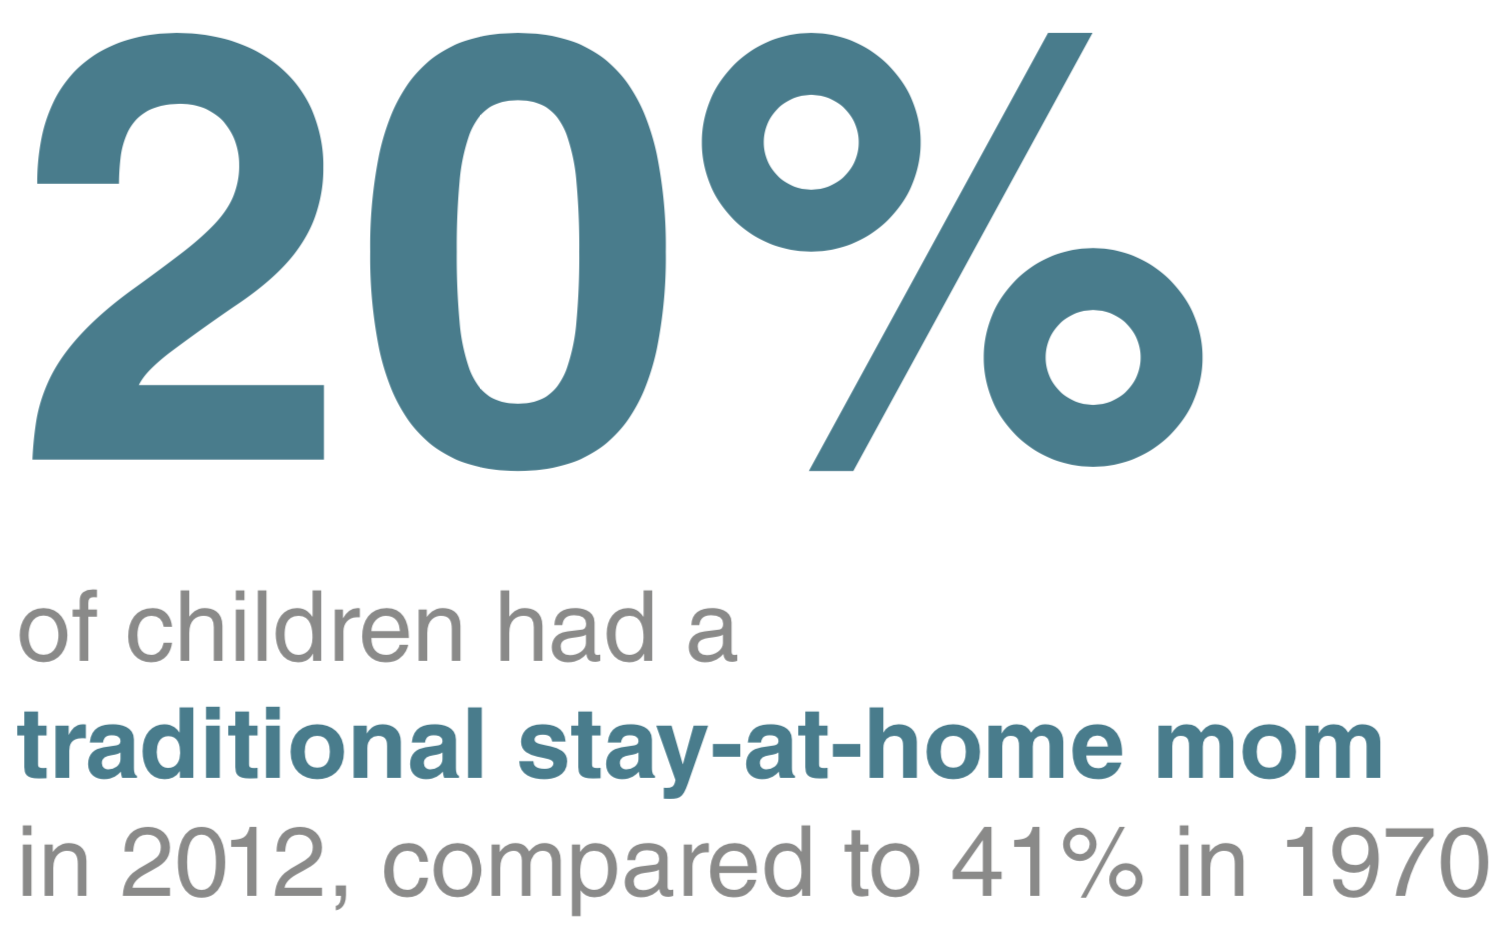 20%
of children had a
traditional stay-at-home mom
in 2012, compared to 41% in 1970